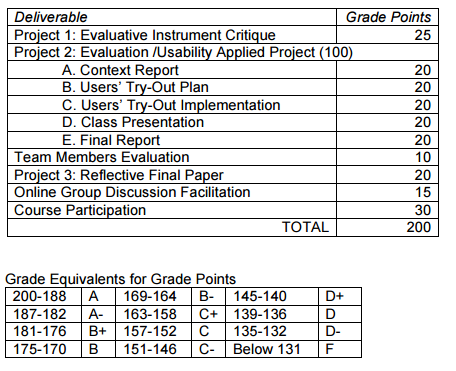 Deliverable Grade Points
Project 1: Evaluative Instrument Critique 25
Project 2: Evaluation /Usability Applied Project (100)
A. Context Report 20
B. Users' Try-Out Plan 20
C. Users' Try-Out Implementation 20
D. Class Presentation 20
E. Final Report 20
Team Members Evaluation 10
Project 3: Reflective Final Paper 20
Online Group Discussion Facilitation 15
Course Participation 30
TOTAL 200
Grade Equivalents for Grade Points
200-188 A 169-164 B- 145-140 D+
187-182 A- 163-158 C+ 139-136 D
181-176 B+ 157-152 C 135-132 D-
175-170 B 151-146 C- Below 131 F